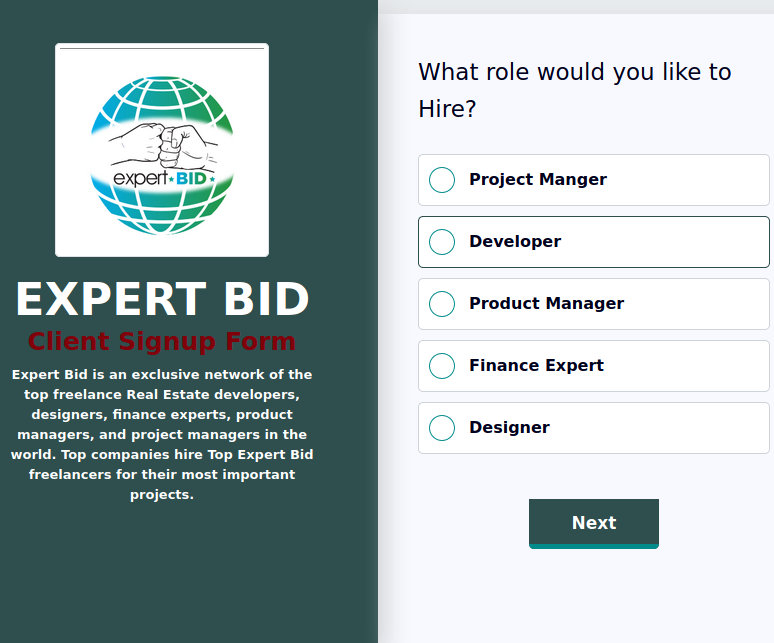 expert★BID★
EXPERT BID
Client Signup Form
Expert Bid is an exclusive network of the
top freelance Real Estate developers,
designers, finance experts, product
managers, and project managers in the
world. Top companies hire Top Expert Bid
freelancers for their most important
projects.
What role would you like to
Hire?
Project Manger
Developer
Product Manager
Finance Expert
Designer
Next